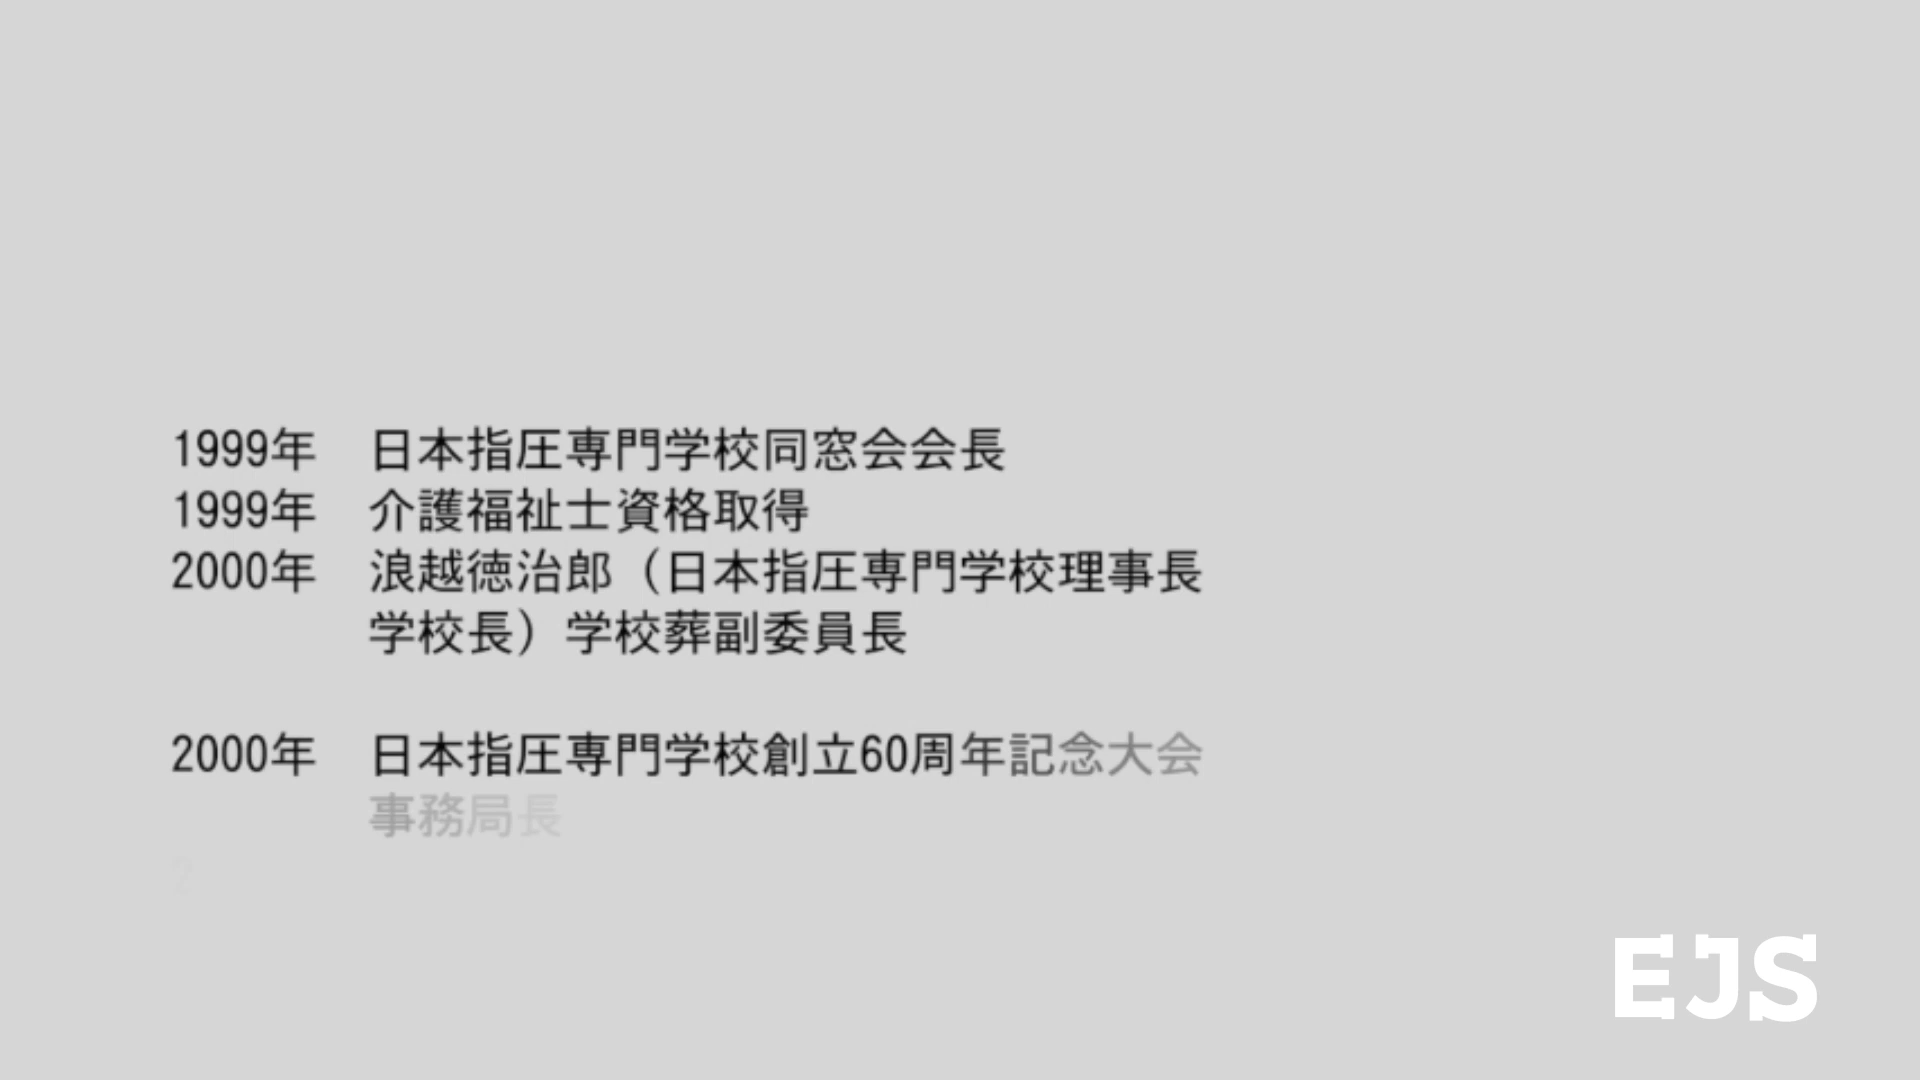 1999年　日本指圧専門学校同窓会会長
1999年　介護福祉士資格取得
2000年　浪越徳治郎（日本指圧専門学校理事長
学校長）学校葬副委員長
2000年　日本指圧専門学校創立60周年記念大会
事務局長
2
EJS